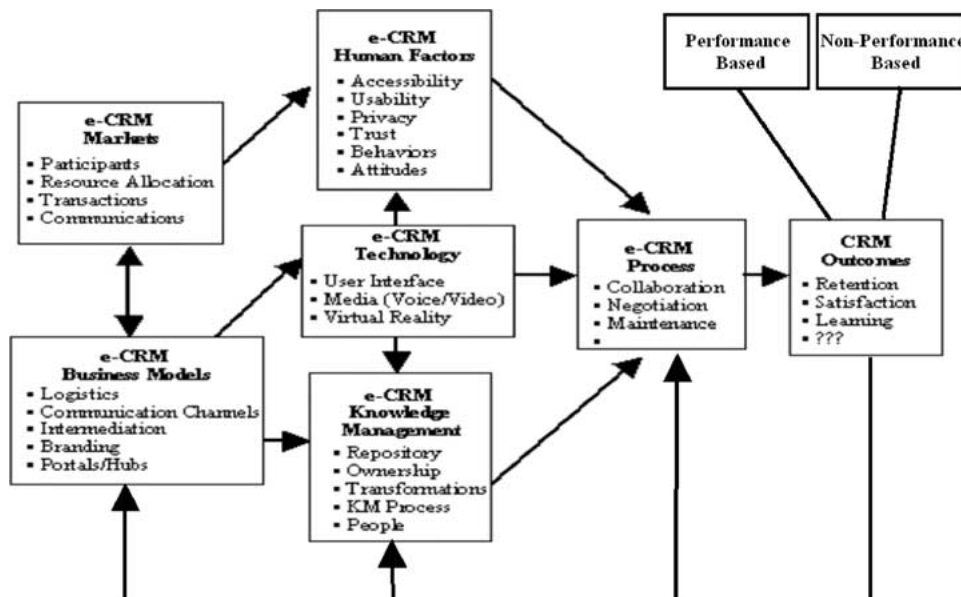 e-CRM
Markets
▪ Participants
▪ Resource Allocation
▪ Transactions
▪ Communications
e-CRM
Business Models
▪ Logistics
▪ Communication Channels
▪ Intermediation
▪ Branding
▪ Portals/Hubs
e-CRM
Human Factors
▪ Accessibility
▪ Usability
▪ Privacy
▪ Trust
▪ Behaviors
▪ Attitudes
e-CRM
Technology
▪ User Interface
▪ Media (Voice/Video)
▪ Virtual Reality
e-CRM
Knowledge
Management
▪ Repository
▪ Ownership
▪ Transformations
▪ KM Process
▪ People
e-CRM
Process
▪ Collaboration
▪ Negotiation
▪ Maintenance
▪
Performance
Based
Non-Performance
Based
CRM
Outcomes
▪ Retention
▪ Satisfaction
▪ Learning
▪ ???